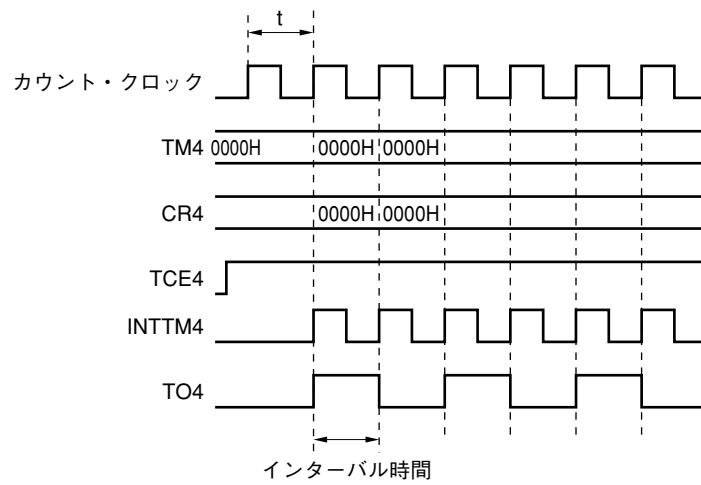 t
カウント・クロック
TM4 0000H 0000H 0000H
CR4 0000H 0000H
TCE4
INTTM4
TO4
インターバル時間